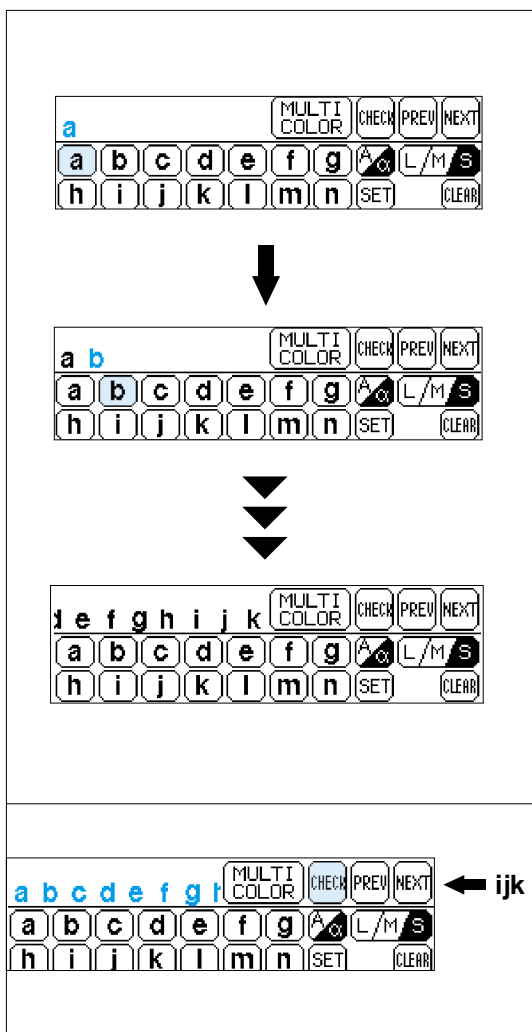 MULTI
a COLOR CHECK PREV NEXT
a b c d e f g A α L/M/S
h i j k l m n SET CLEAR
MULTI
a b COLOR CHECK PREV NEXT
a b c d e f g A α L/M/S
h i j k l m n SET CLEAR
MULTI
e f g h i j k COLOR CHECK PREV NEXT
a b c d e f g A α L/M/S
h i j k l m n SET CLEAR
MULTI
a b c d e f g h COLOR CHECK PREV NEXT ijk
a b c d e f g A α L/M/S
h i j k l m n SET CLEAR